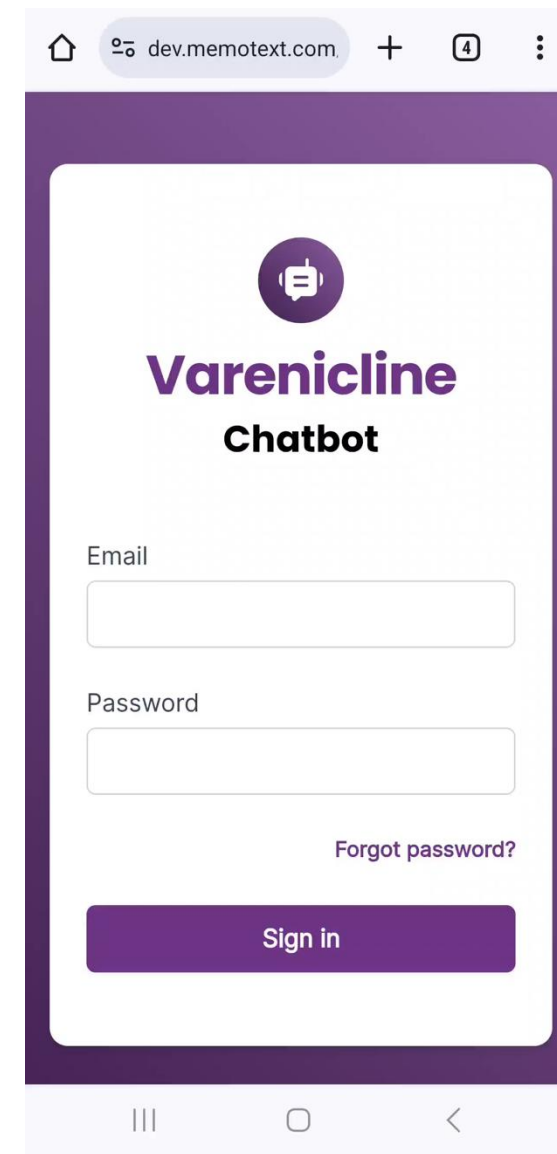 dev.memotext.com
4
Varenicline
Chatbot
Email
Password
Forgot password?
Sign in